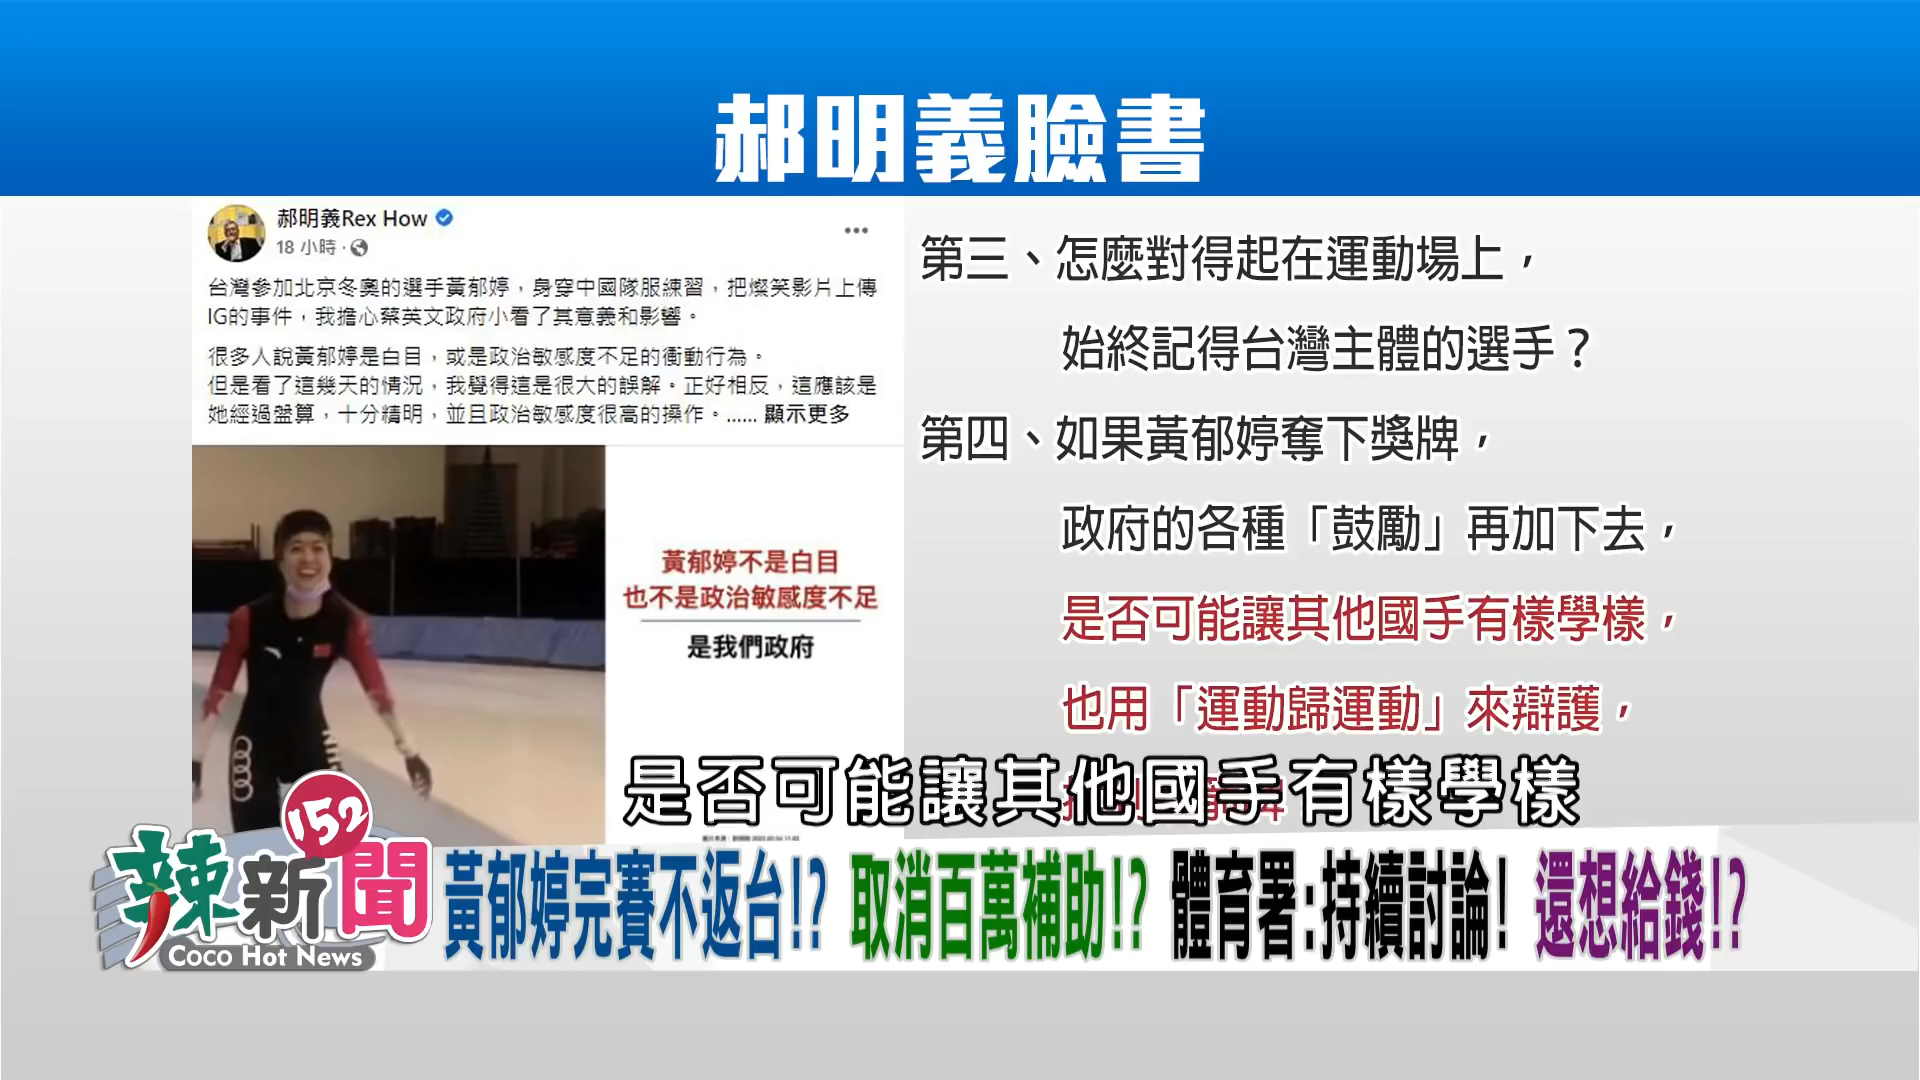 郝明義臉書
郝明義Rex How
18 小時
台灣參加北京冬奧的選手黃郁婷，身穿中國隊服練習，把燦笑影片上傳
IG的事件，我擔心蔡英文政府小看了其意義和影響。
很多人說黃郁婷是白目，或是政治敏感度不足的衝動行為。
但是看了這幾天的情況，我覺得這是很大的誤解。正好相反，這應該是
她經過盤算，十分精明，並且政治敏感度很高的操作。...... 顯示更多
黃郁婷不是白目
也不是政治敏感度不足
是我們政府
第三、怎麼對得起在運動場上，
始終記得台灣主體的選手？
第四、如果黃郁婷奪下獎牌，
政府的各種「鼓勵」再加下去，
是否可能讓其他國手有樣學樣，
也用「運動歸運動」來辯護，
是否可能讓其他國手有樣學樣
152
辣新聞
Coco Hot News
黃郁婷完賽不返台!? 取消百萬補助!? 體育署:持續討論! 還想給錢!?